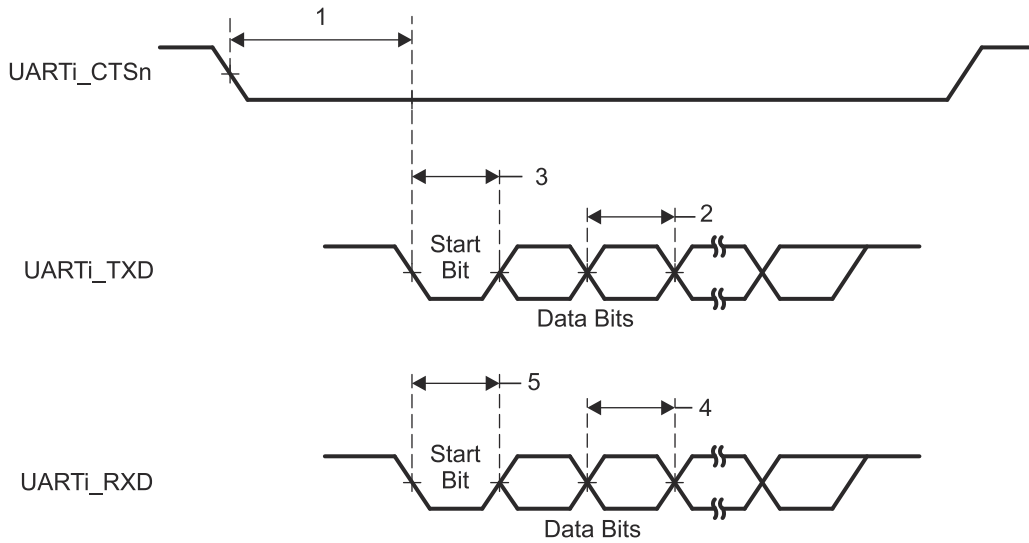 1
UARTi_CTSn
3
2
UARTi_TXD
Start
Bit
Data Bits
5
4
UARTi_RXD
Start
Bit
Data Bits